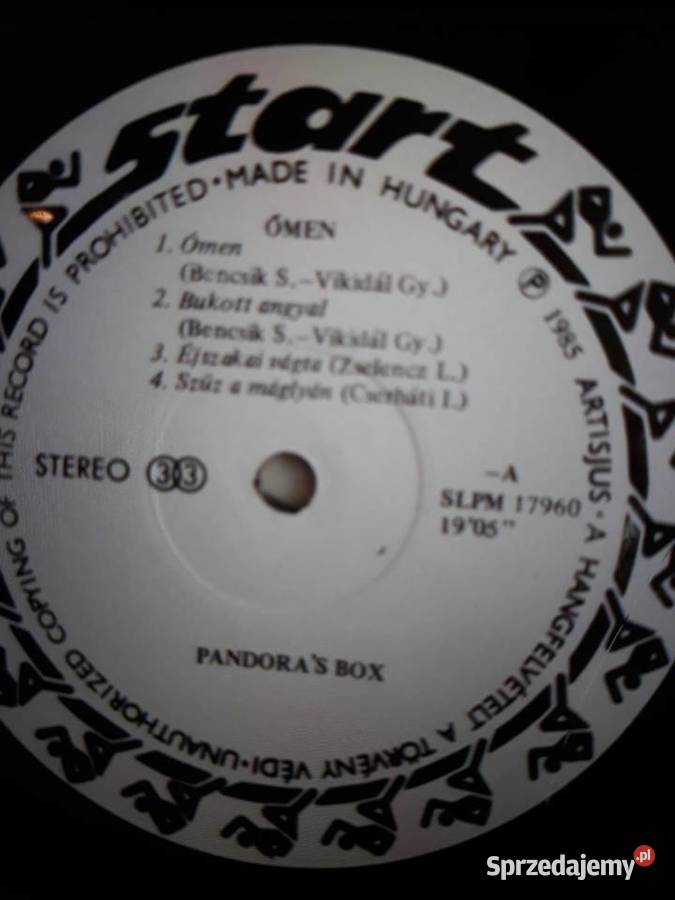 start
UNAUTHORIZED COPYING OF THIS RECORD IS PROHIBITED • MADE IN HUNGARY Ⓟ 1985 ARTISJUS • A HANGFELVÉTELT A TÖRVÉNY VÉDI •
ÓMEN
1. Ómen
(Bencsik S.–Vikidál Gy.)
2. Bukott angyal
(Bencsik S.–Vikidál Gy.)
3. Éjszakai vágta (Zselencz L.)
4. Szűz a máglyán (Cserháti I.)
STEREO 33
–A
SLPM 17960
19'05"
PANDORA'S BOX
Sprzedajemy.pl